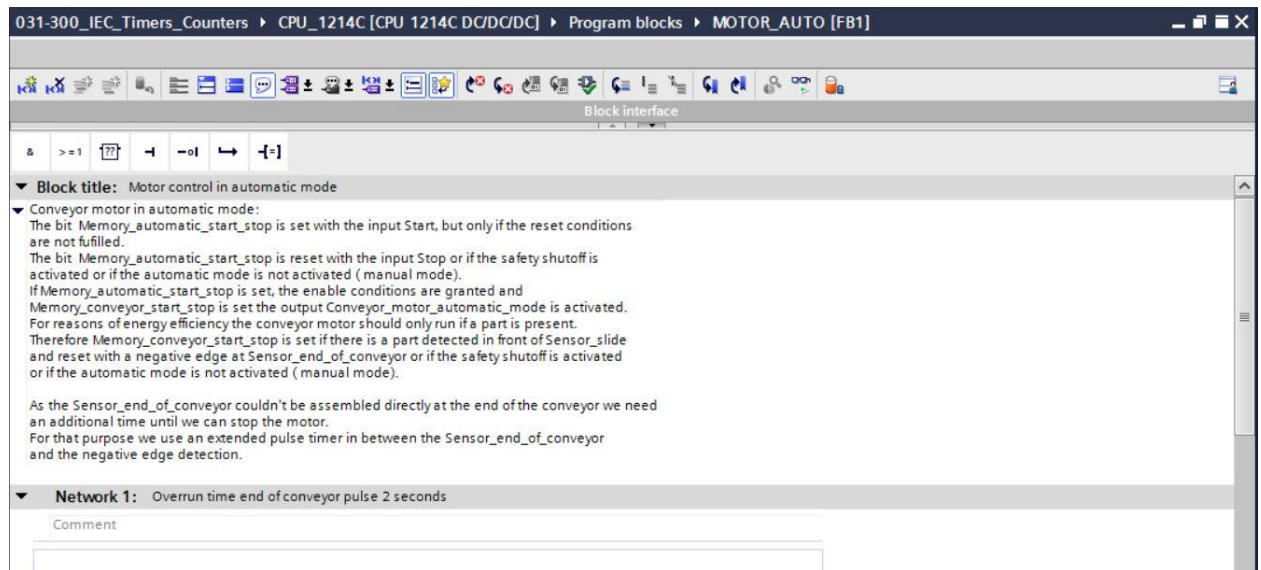 031-300_IEC_Timers_Counters ▸ CPU_1214C [CPU 1214C DC/DC/DC] ▸ Program blocks ▸ MOTOR_AUTO [FB1]
Block interface
& >=1 ?? -[=]
Block title: Motor control in automatic mode
Conveyor motor in automatic mode:
The bit Memory_automatic_start_stop is set with the input Start, but only if the reset conditions
are not fufilled.
The bit Memory_automatic_start_stop is reset with the input Stop or if the safety shutoff is
activated or if the automatic mode is not activated ( manual mode).
If Memory_automatic_start_stop is set, the enable conditions are granted and
Memory_conveyor_start_stop is set the output Conveyor_motor_automatic_mode is activated.
For reasons of energy efficiency the conveyor motor should only run if a part is present.
Therefore Memory_conveyor_start_stop is set if there is a part detected in front of Sensor_slide
and reset with a negative edge at Sensor_end_of_conveyor or if the safety shutoff is activated
or if the automatic mode is not activated ( manual mode).
As the Sensor_end_of_conveyor couldn't be assembled directly at the end of the conveyor we need
an additional time until we can stop the motor.
For that purpose we use an extended pulse timer in between the Sensor_end_of_conveyor
and the negative edge detection.
Network 1: Overrun time end of conveyor pulse 2 seconds
Comment